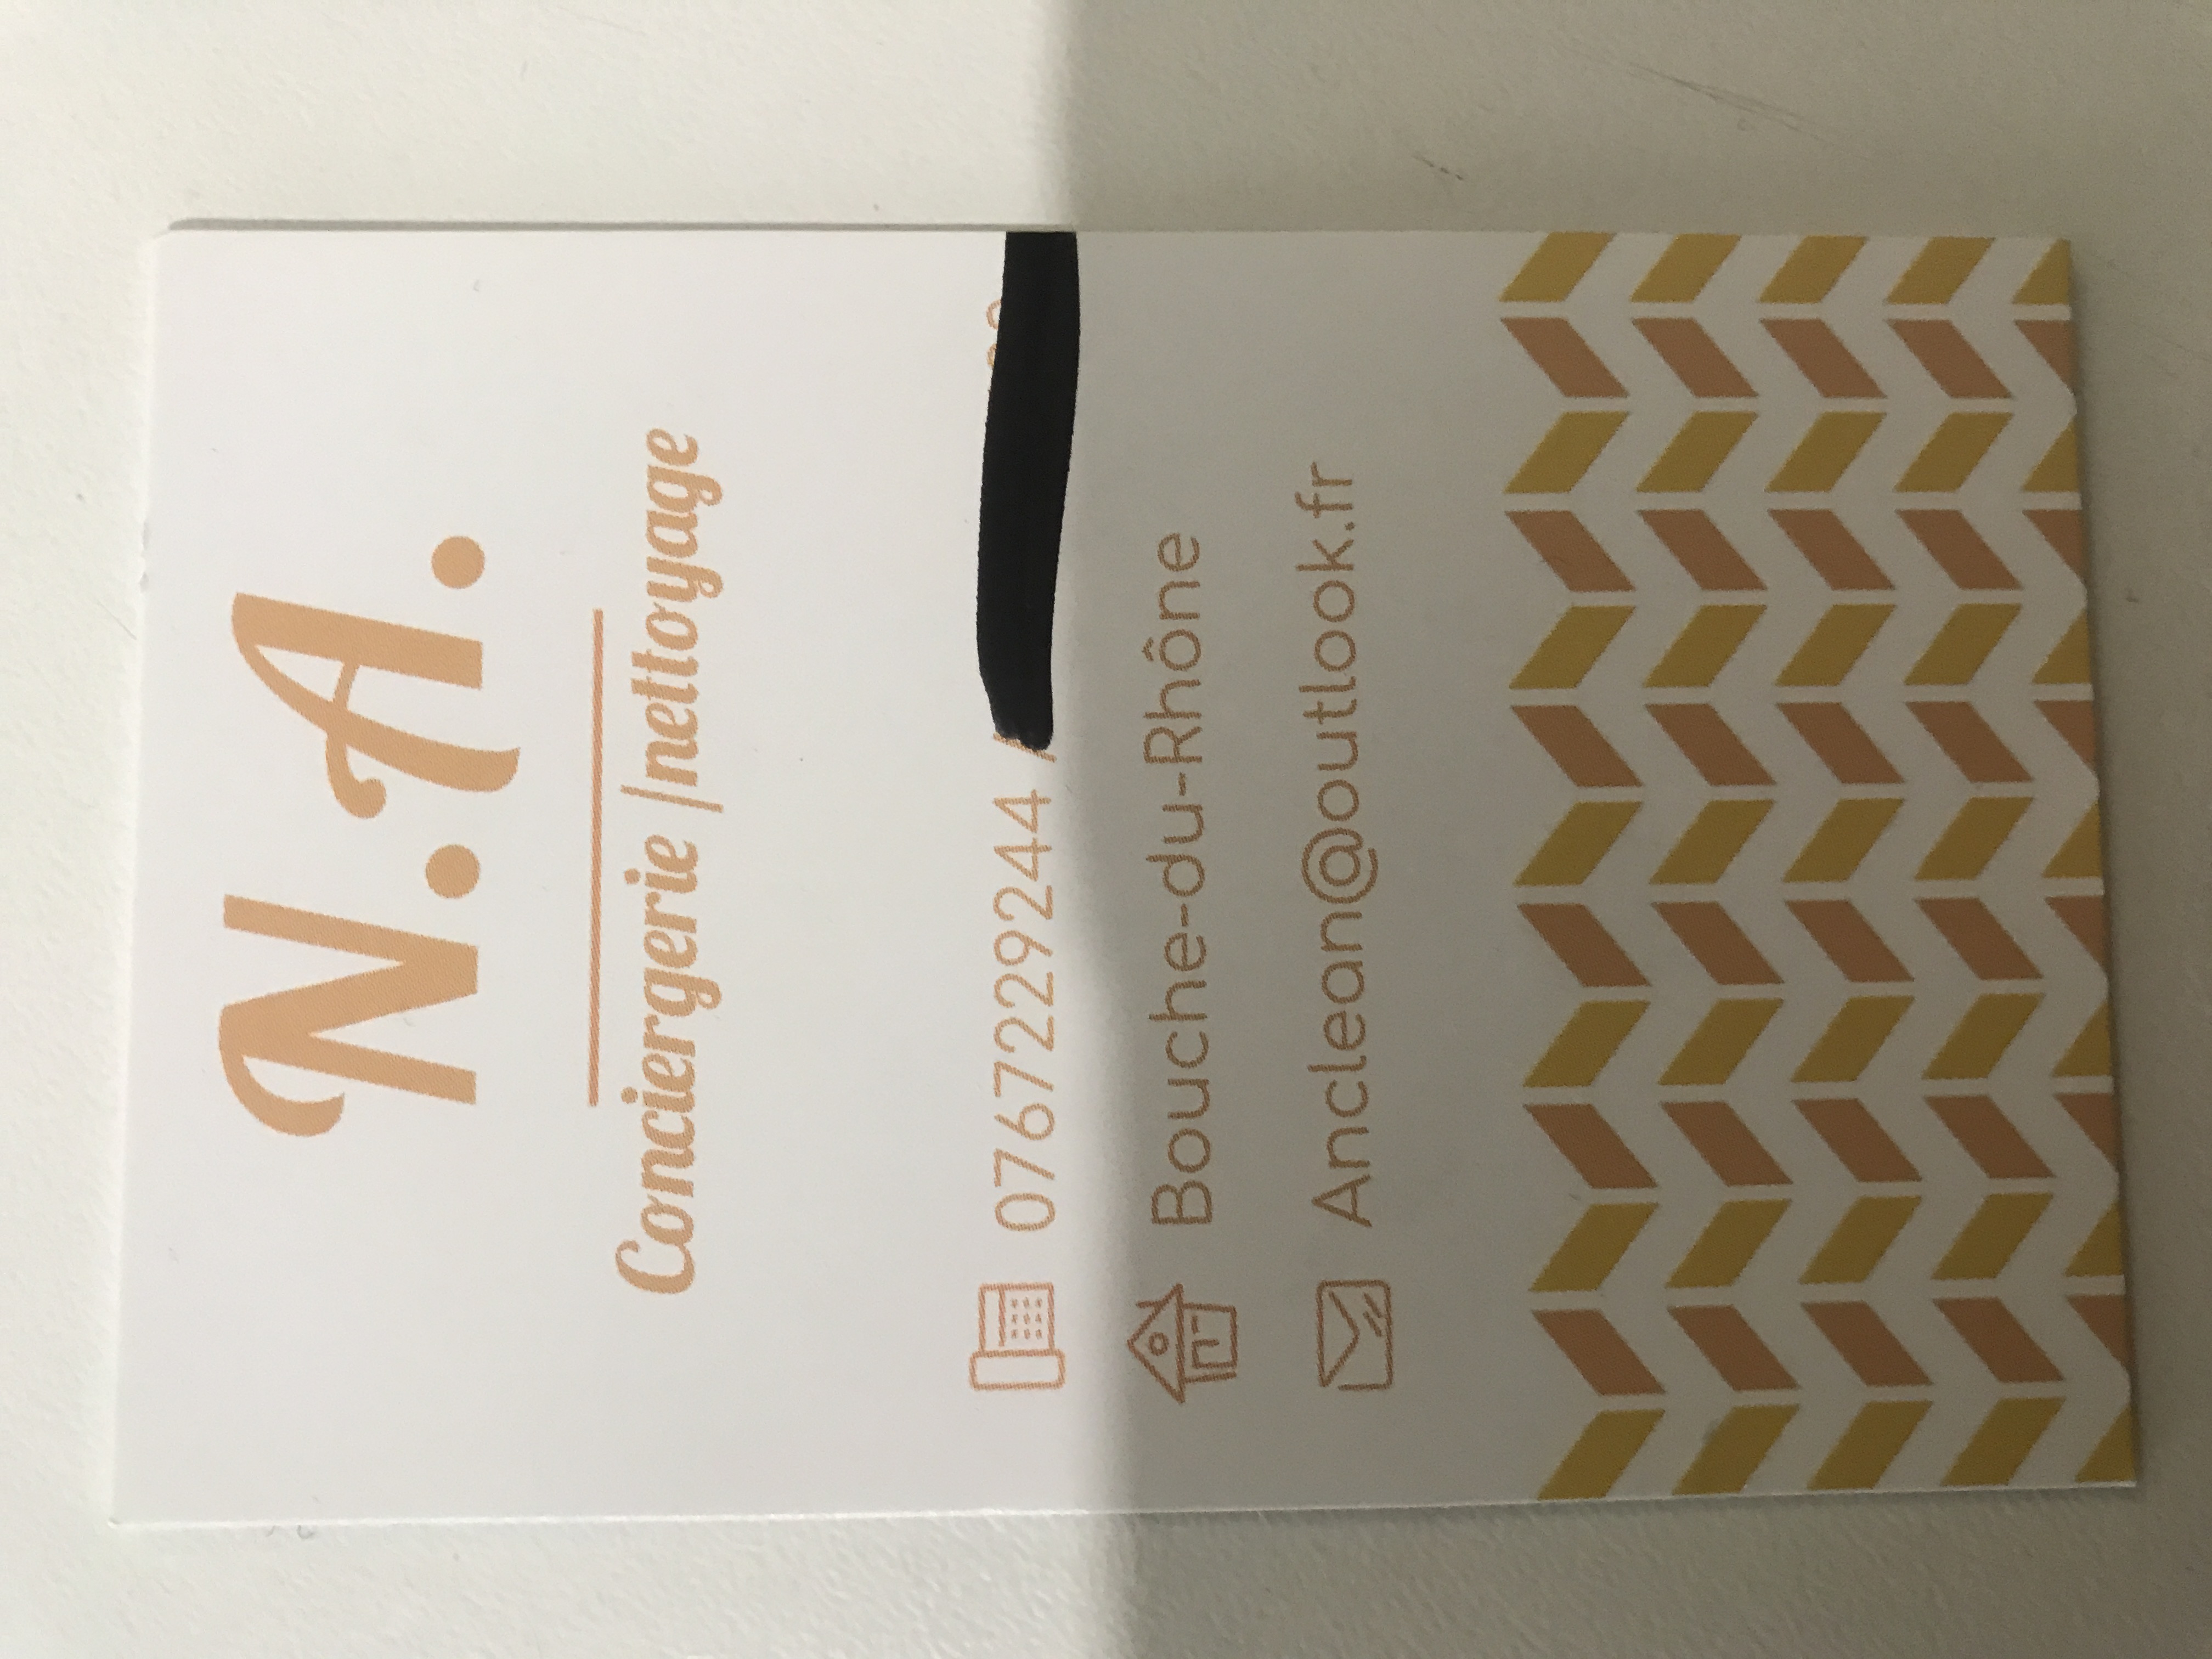 N.A.
Conciergerie |nettoyage
0767229244 /
Bouche-du-Rhône
Anclean@outlook.fr